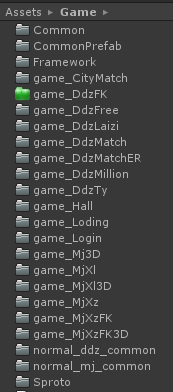 Assets ▸ Game ▸
Common
CommonPrefab
Framework
game_CityMatch
game_DdzFK
game_DdzFree
game_DdzLaizi
game_DdzMatch
game_DdzMatchER
game_DdzMillion
game_DdzTy
game_Hall
game_Loding
game_Login
game_Mj3D
game_MjXl
game_MjXl3D
game_MjXz
game_MjXzFK
game_MjXzFK3D
normal_ddz_common
normal_mj_common
Sproto